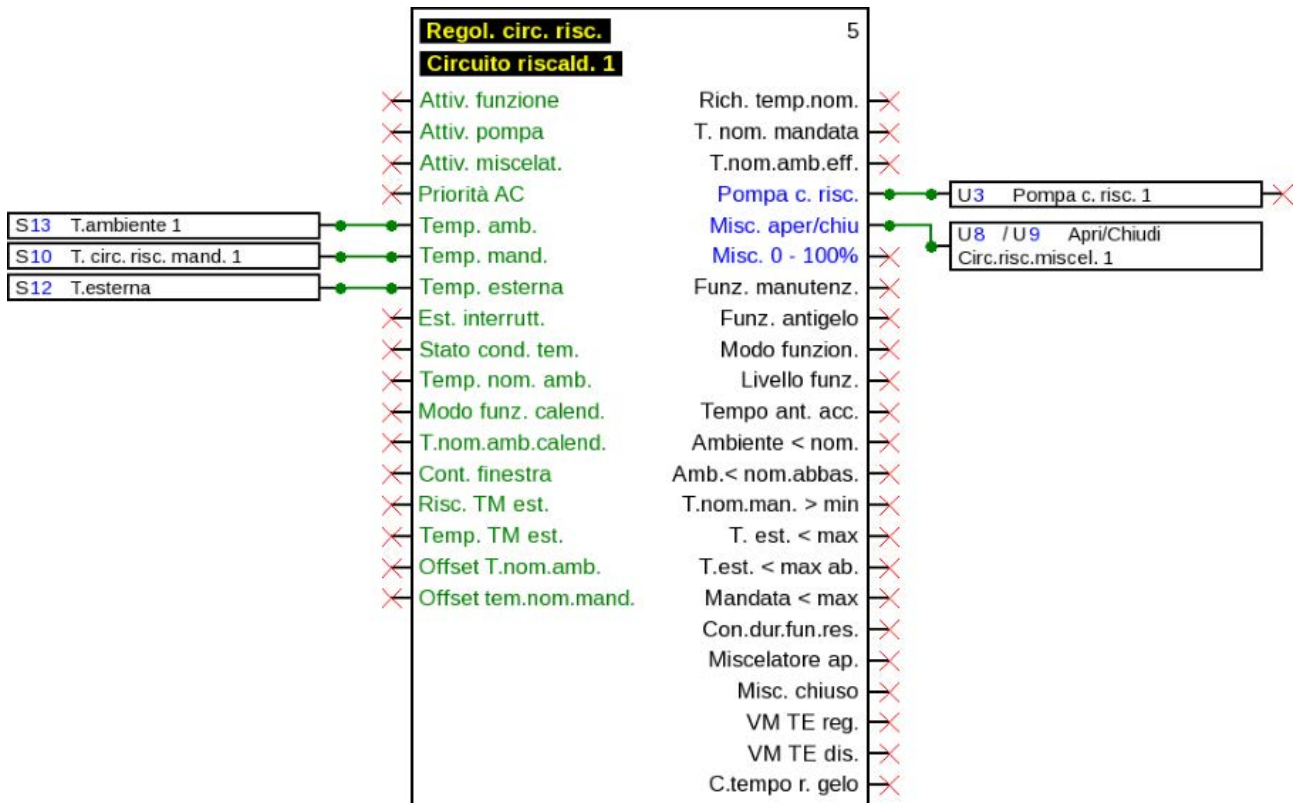 Regol. circ. risc. 5
Circuito riscald. 1
Attiv. funzione Rich. temp.nom.
Attiv. pompa T. nom. mandata
Attiv. miscelat. T.nom.amb.eff.
Priorità AC Pompa c. risc. U3 Pompa c. risc. 1
S13 T.ambiente 1 Temp. amb. Misc. aper/chiu U8 / U9 Apri/Chiudi
S10 T. circ. risc. mand. 1 Temp. mand. Misc. 0 - 100% Circ.risc.miscel. 1
S12 T.esterna Temp. esterna Funz. manutenz.
Est. interrutt. Funz. antigelo
Stato cond. tem. Modo funzion.
Temp. nom. amb. Livello funz.
Modo funz. calend. Tempo ant. acc.
T.nom.amb.calend. Ambiente < nom.
Cont. finestra Amb.< nom.abbas.
Risc. TM est. T.nom.man. > min
Temp. TM est. T. est. < max
Offset T.nom.amb. T.est. < max ab.
Offset tem.nom.mand. Mandata < max
Con.dur.fun.res.
Miscelatore ap.
Misc. chiuso
VM TE reg.
VM TE dis.
C.tempo r. gelo